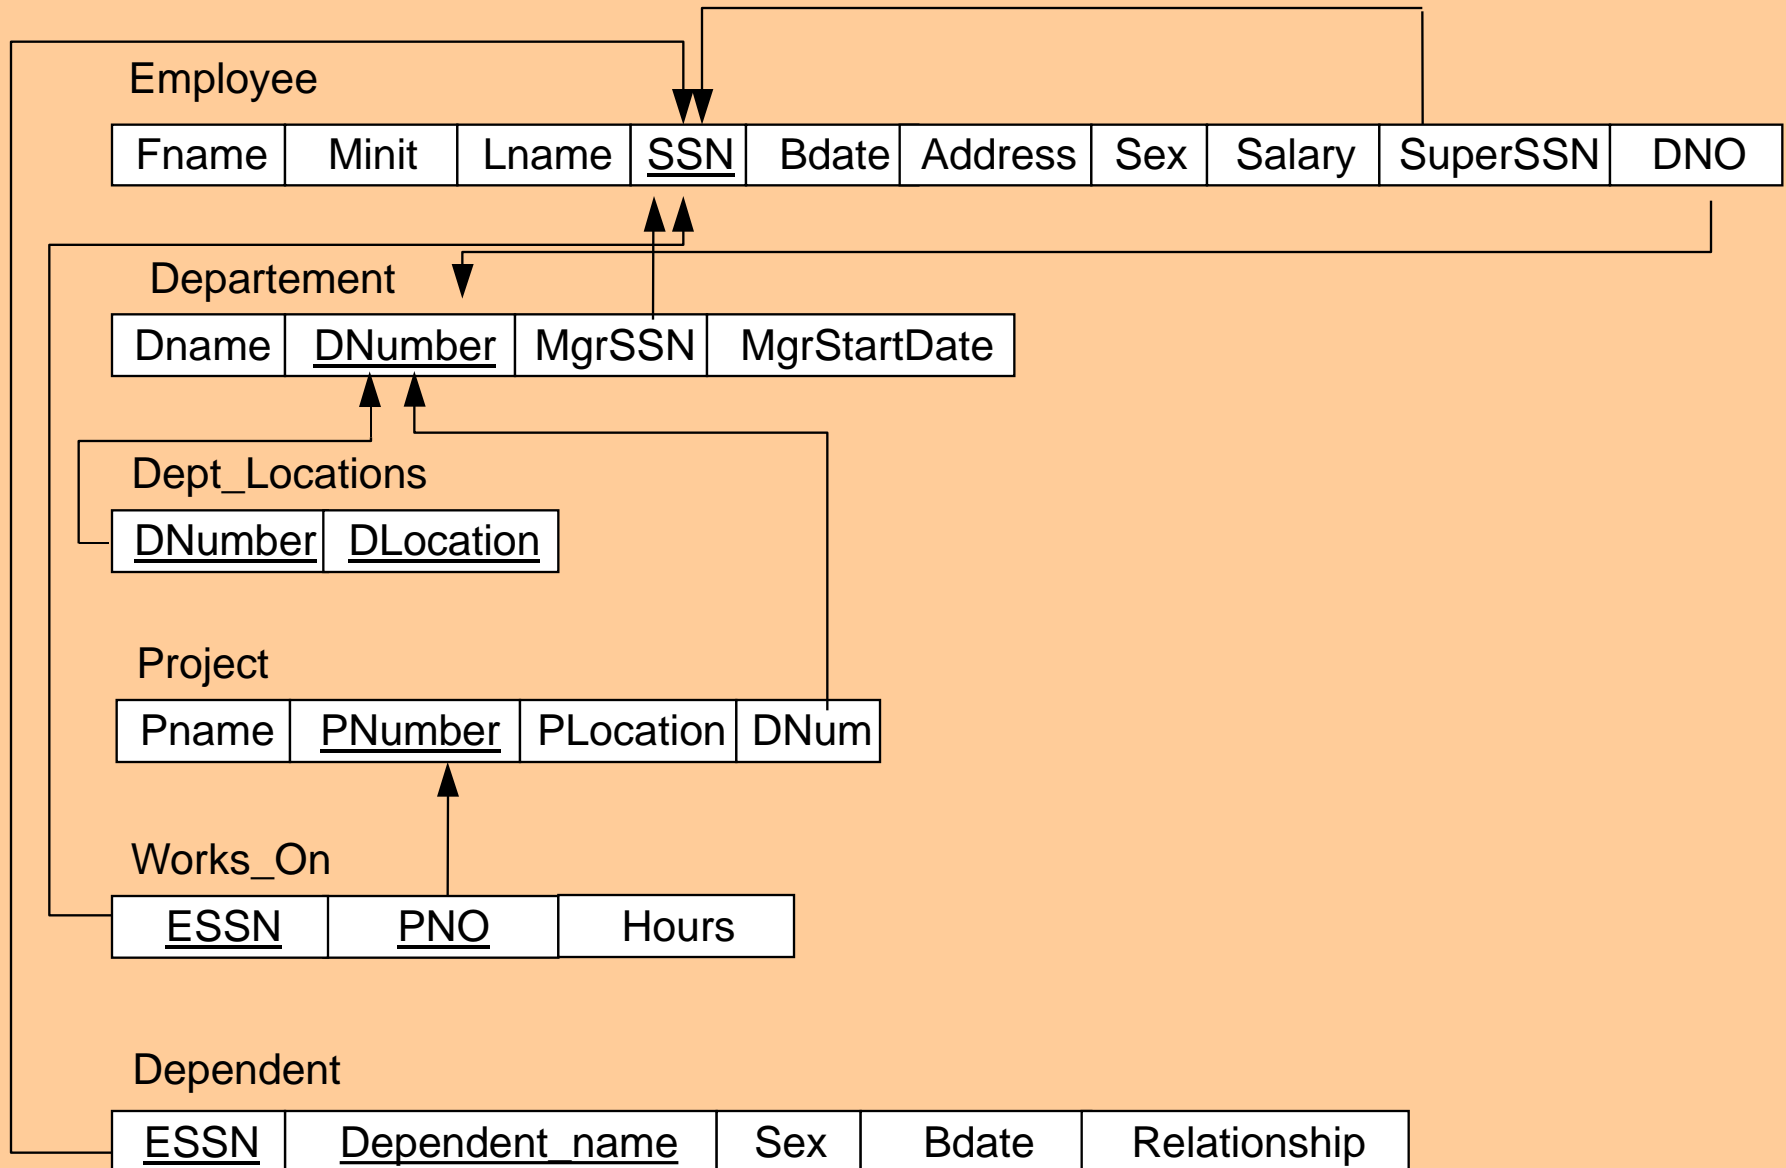 Employee
Fname Minit Lname SSN Bdate Address Sex Salary SuperSSN DNO
Departement
Dname DNumber MgrSSN MgrStartDate
Dept_Locations
DNumber DLocation
Project
Pname PNumber PLocation DNum
Works_On
ESSN PNO Hours
Dependent
ESSN Dependent_name Sex Bdate Relationship